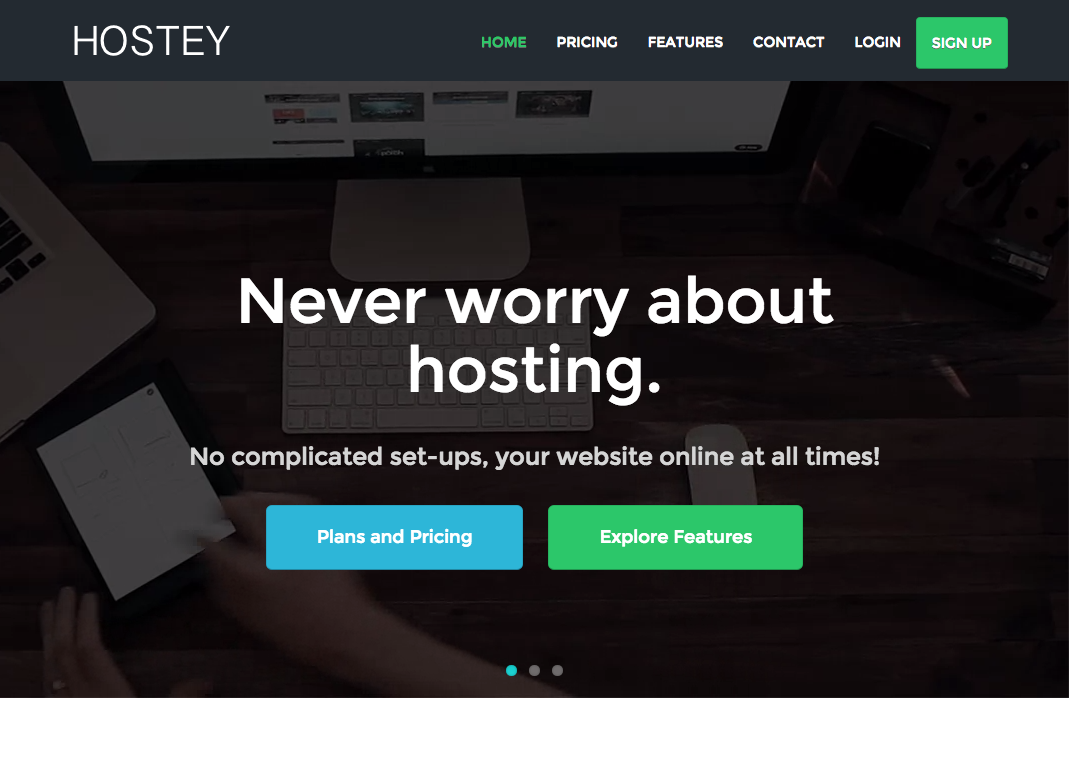 HOSTEY
HOME PRICING FEATURES CONTACT LOGIN SIGN UP
Never worry about
hosting.
No complicated set-ups, your website online at all times!
Plans and Pricing Explore Features